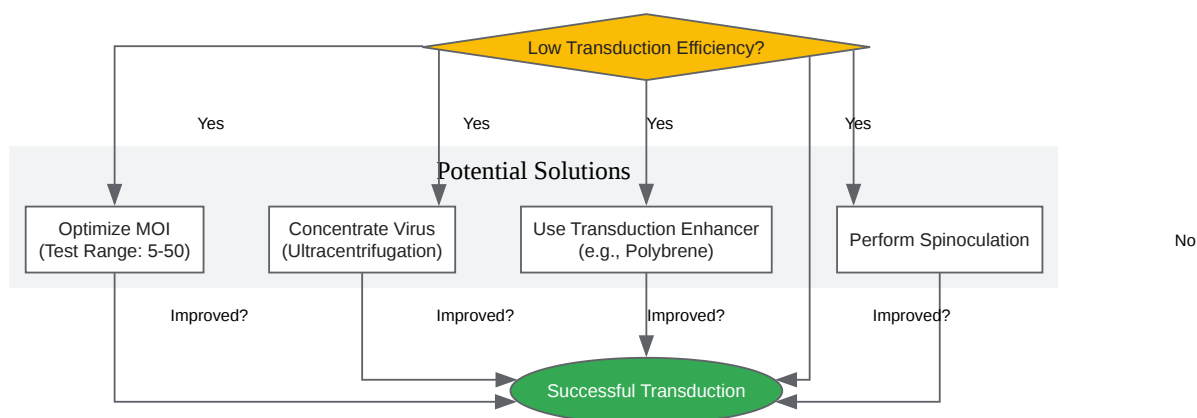 Low Transduction Efficiency?
Yes
Yes
Yes
Yes
Potential Solutions
Optimize MOI
(Test Range: 5-50)
Concentrate Virus
(Ultracentrifugation)
Use Transduction Enhancer
(e.g., Polybrene)
Perform Spinoculation
No
Improved?
Improved?
Improved?
Improved?
Successful Transduction